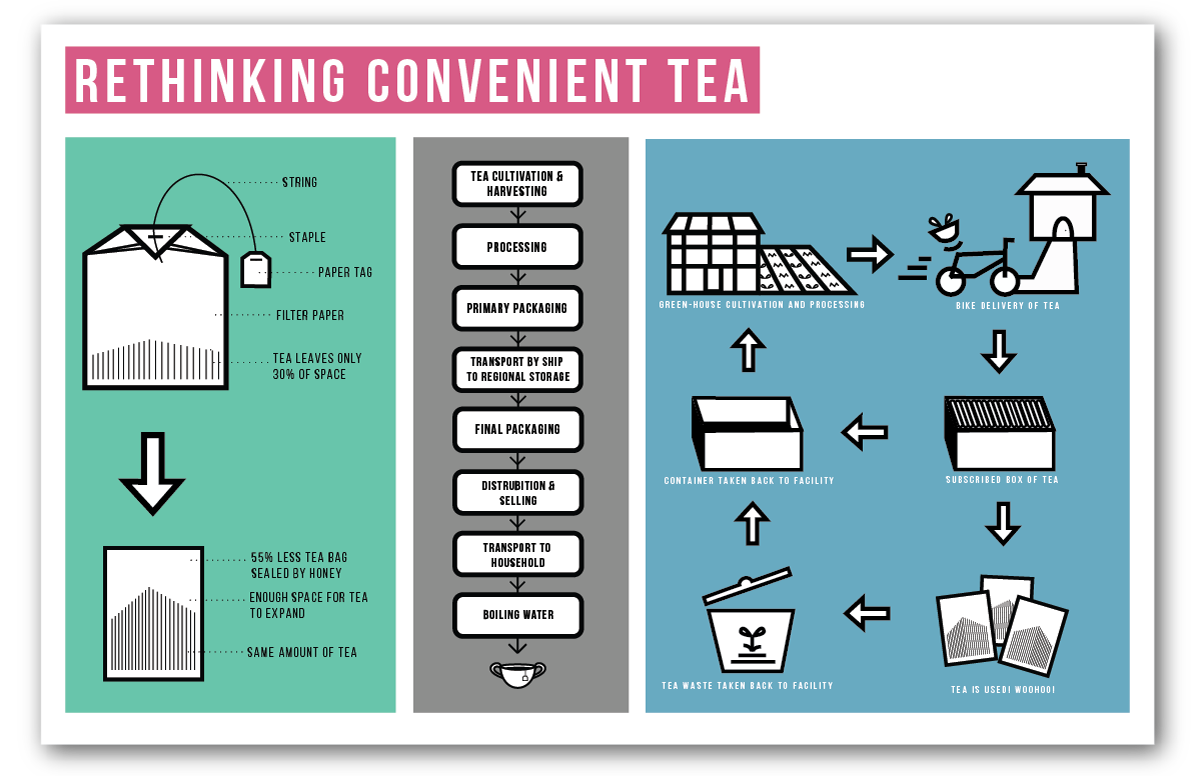 RETHINKING CONVENIENT TEA
STRING
STAPLE
PAPER TAG
FILTER PAPER
TEA LEAVES ONLY
30% OF SPACE
55% LESS TEA BAG
SEALED BY HONEY
ENOUGH SPACE FOR TEA
TO EXPAND
SAME AMOUNT OF TEA
TEA CULTIVATION &
HARVESTING
PROCESSING
PRIMARY PACKAGING
TRANSPORT BY SHIP
TO REGIONAL STORAGE
FINAL PACKAGING
DISTRUBITION &
SELLING
TRANSPORT TO
HOUSEHOLD
BOILING WATER
GREEN-HOUSE CULTIVATION AND PROCESSING
BIKE DELIVERY OF TEA
CONTAINER TAKEN BACK TO FACILITY
SUBSCRIBED BOX OF TEA
TEA WASTE TAKEN BACK TO FACILITY
TEA IS USED! WOOHOO!